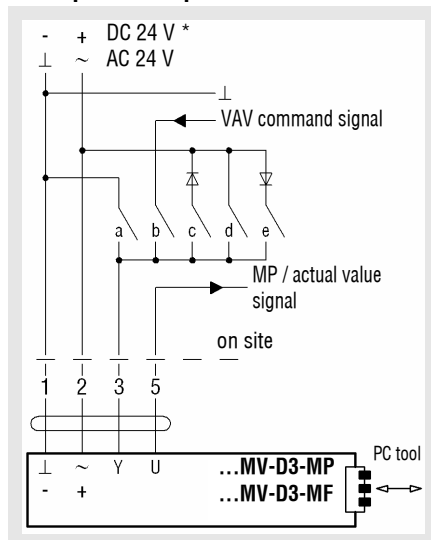 - + DC 24 V *
⊥ ~ AC 24 V
⊥
VAV command signal
a b c d e
MP / actual value
signal
on site
1 2 3 5
⊥ ~ Y U ...MV-D3-MP
- + ...MV-D3-MF
PC tool